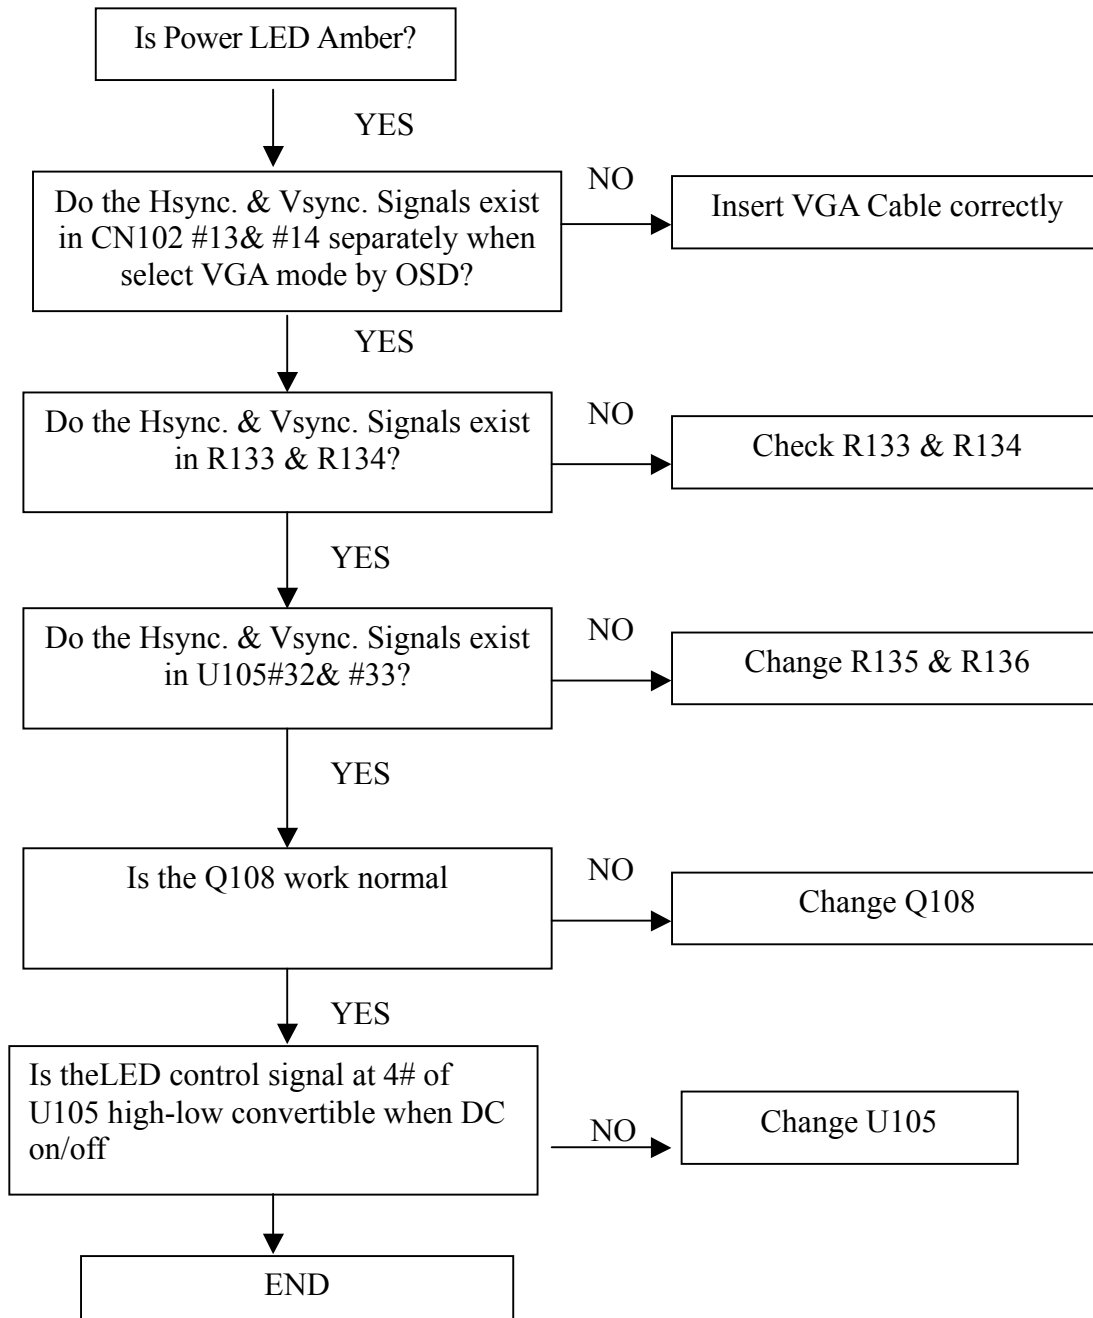 Is Power LED Amber?
YES
Do the Hsync. & Vsync. Signals exist
in CN102 #13& #14 separately when
select VGA mode by OSD?
NO
Insert VGA Cable correctly
YES
Do the Hsync. & Vsync. Signals exist
in R133 & R134?
NO
Check R133 & R134
YES
Do the Hsync. & Vsync. Signals exist
in U105#32& #33?
NO
Change R135 & R136
YES
Is the Q108 work normal
NO
Change Q108
YES
Is theLED control signal at 4# of
U105 high-low convertible when DC
on/off
NO
Change U105
END